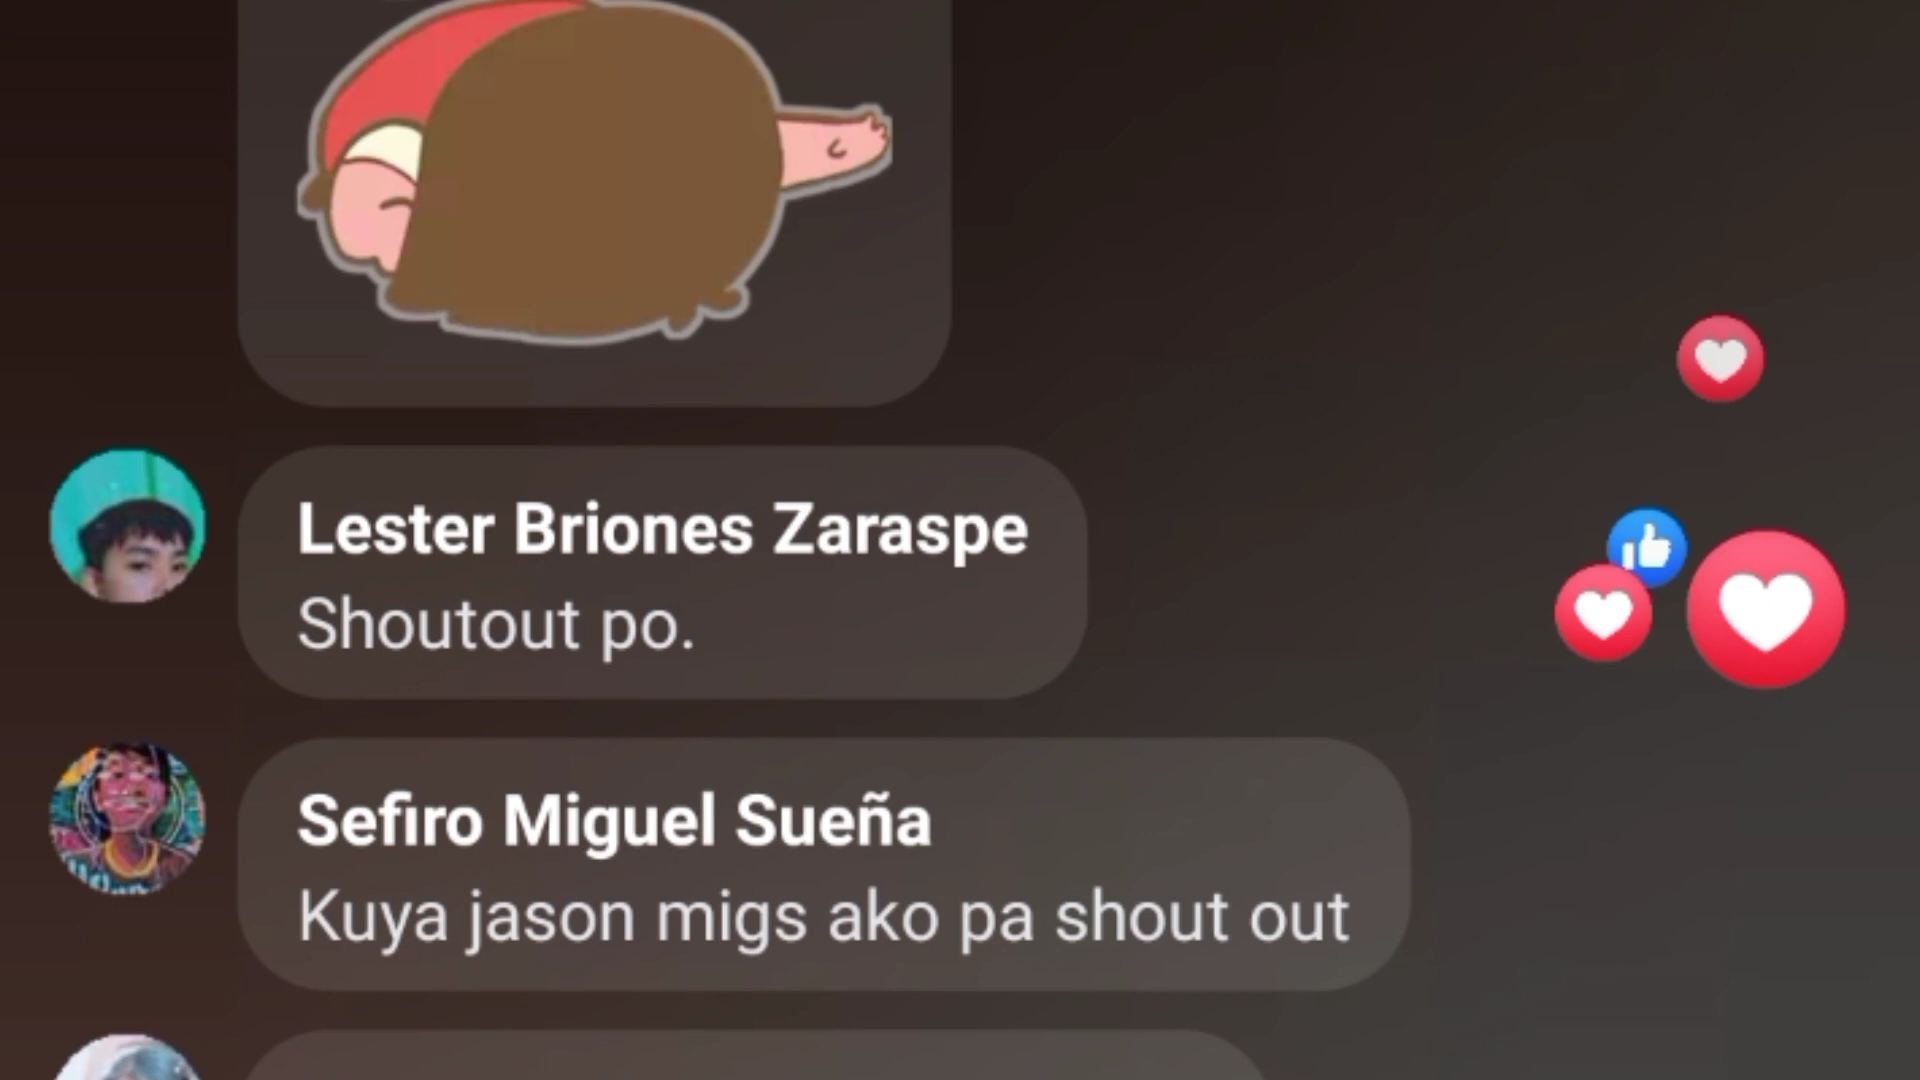 Lester Briones Zaraspe
Shoutout po.
Sefiro Miguel Sueña
Kuya jason migs ako pa shout out